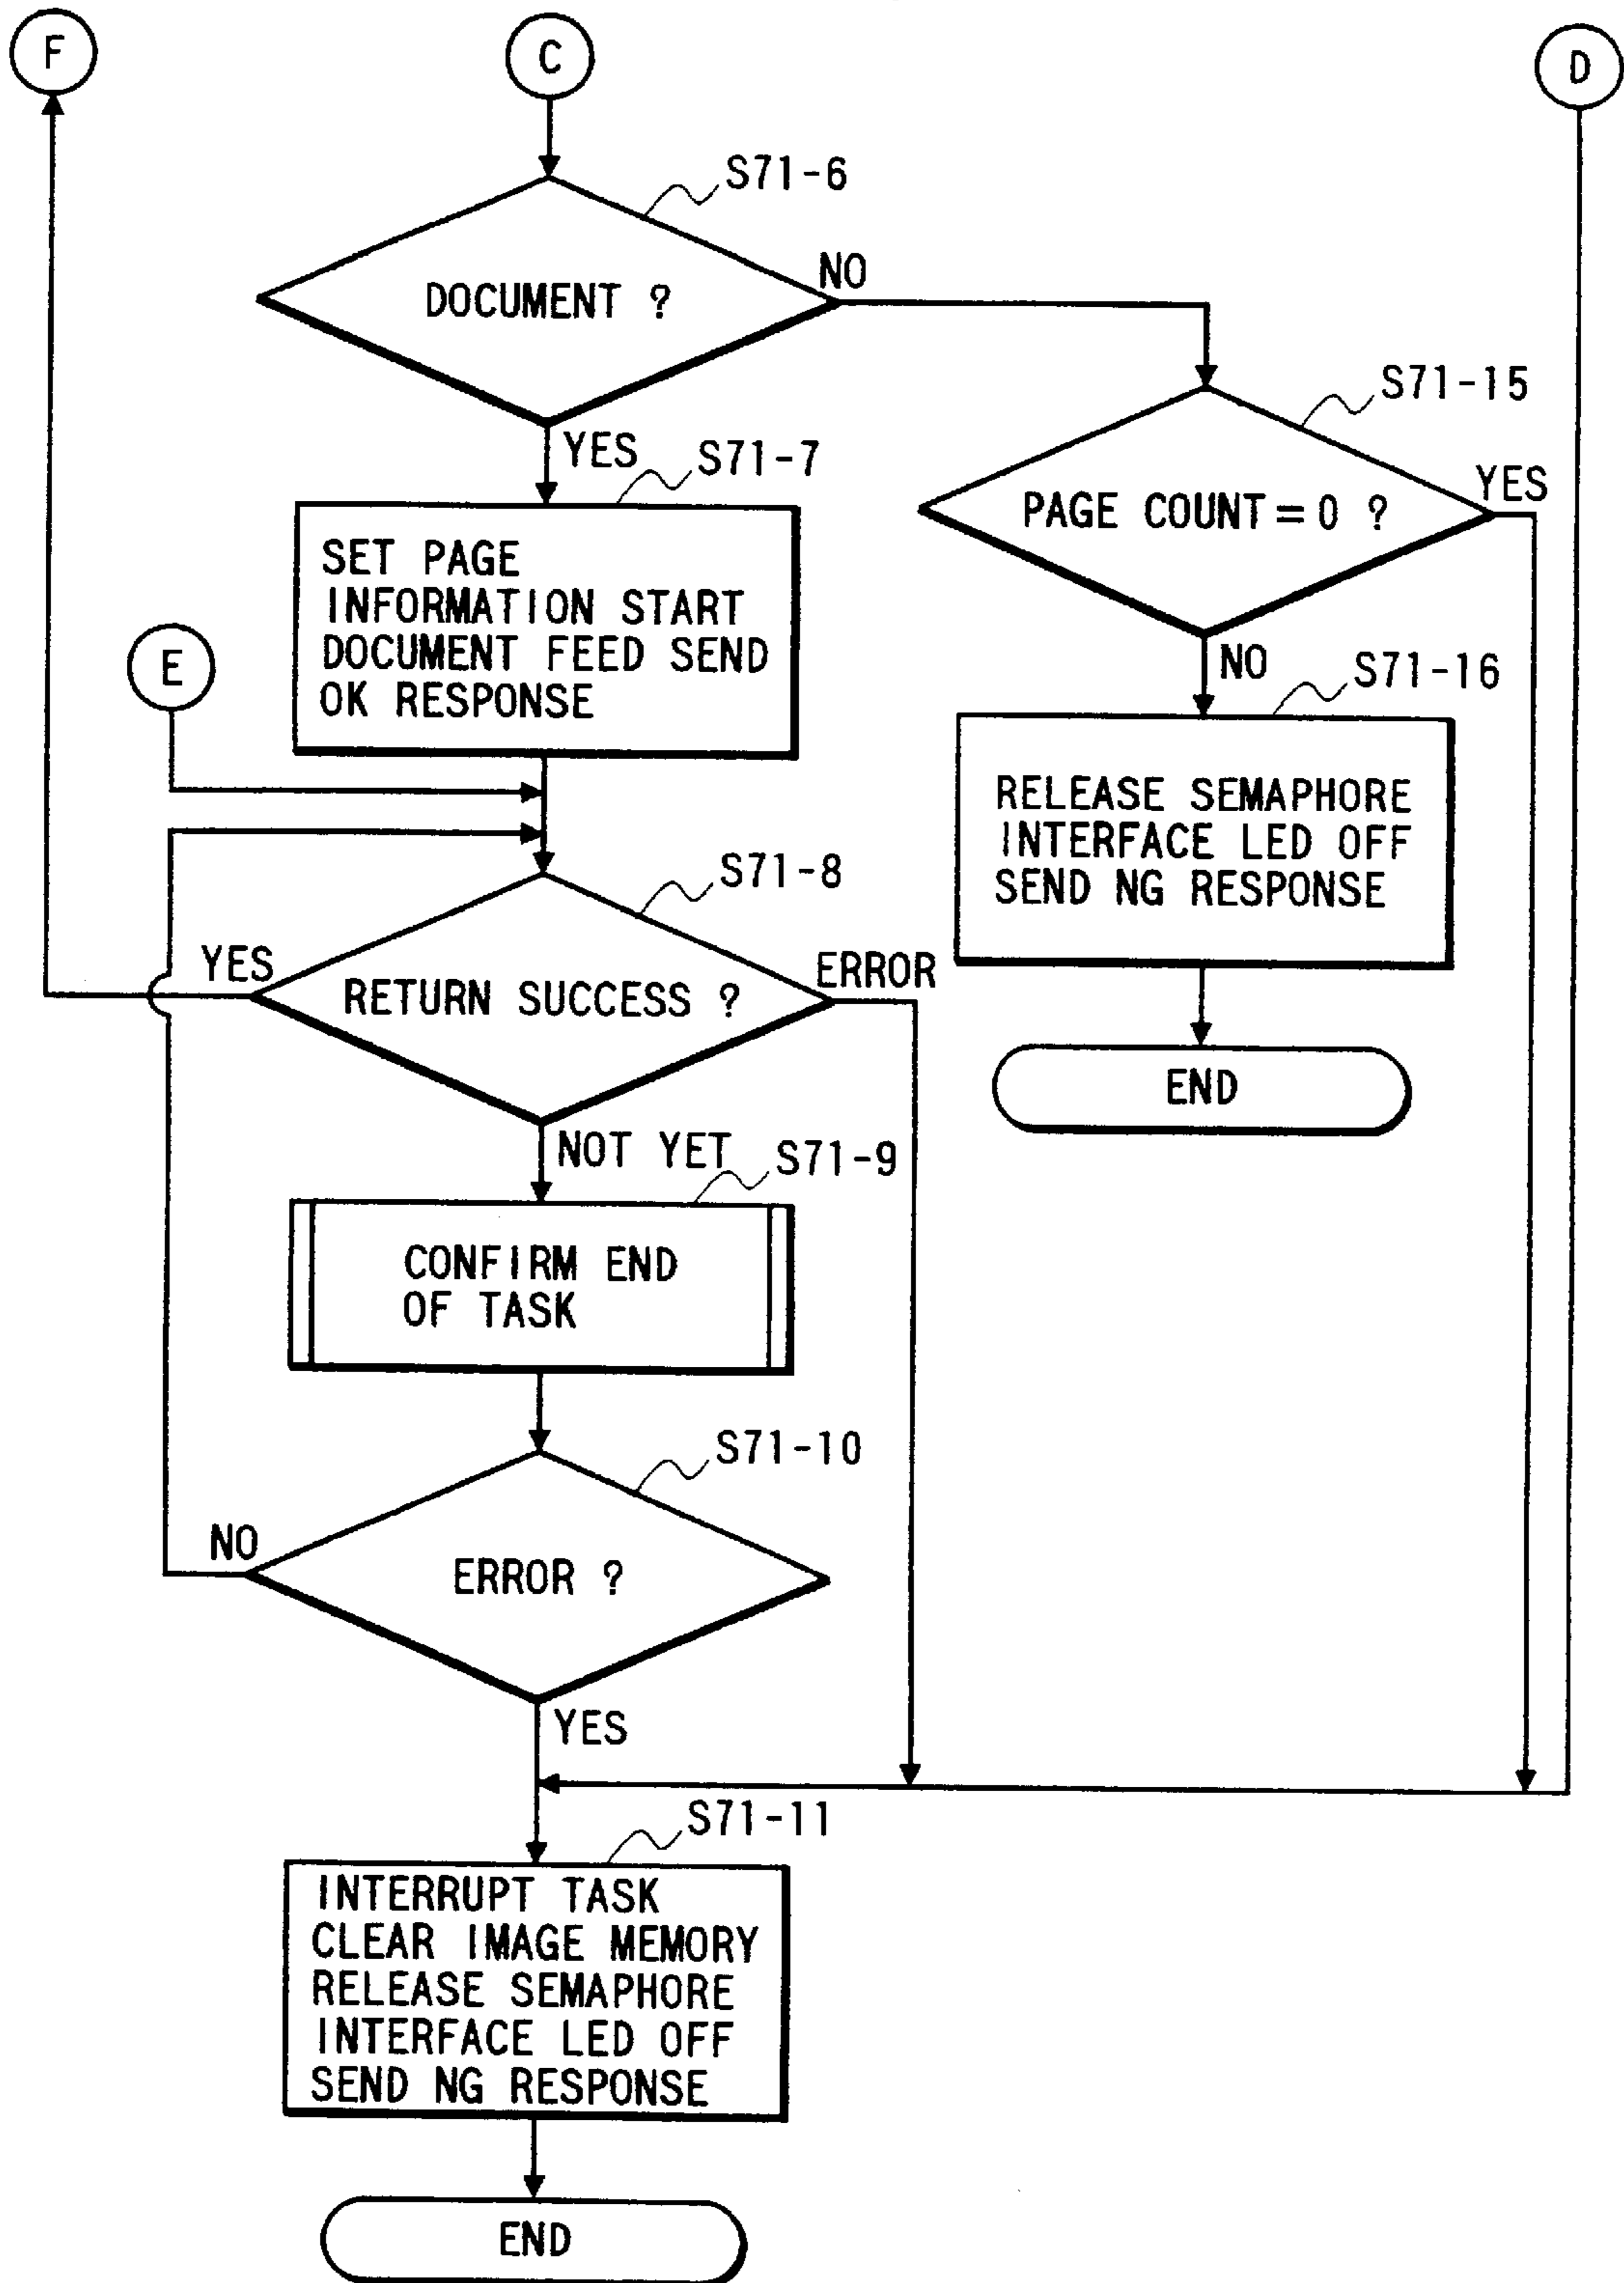 F
C
D
S71-6
DOCUMENT ?
NO
YES
S71-7
SET PAGE
INFORMATION START
DOCUMENT FEED SEND
OK RESPONSE
S71-15
PAGE COUNT = 0 ?
YES
NO
S71-16
RELEASE SEMAPHORE
INTERFACE LED OFF
SEND NG RESPONSE
END
E
S71-8
RETURN SUCCESS ?
YES
ERROR
NOT YET
S71-9
CONFIRM END
OF TASK
S71-10
ERROR ?
NO
YES
S71-11
INTERRUPT TASK
CLEAR IMAGE MEMORY
RELEASE SEMAPHORE
INTERFACE LED OFF
SEND NG RESPONSE
END